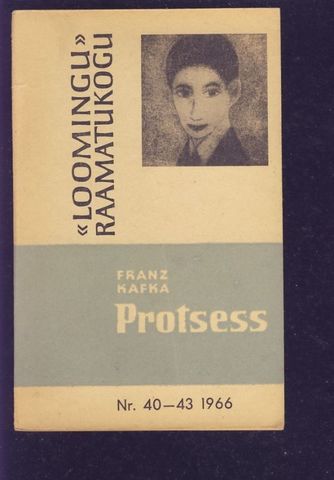 «LOOMINGU»
RAAMATUKOGU
FRANZ
KAFKA
Protsess
Nr. 40—43 1966